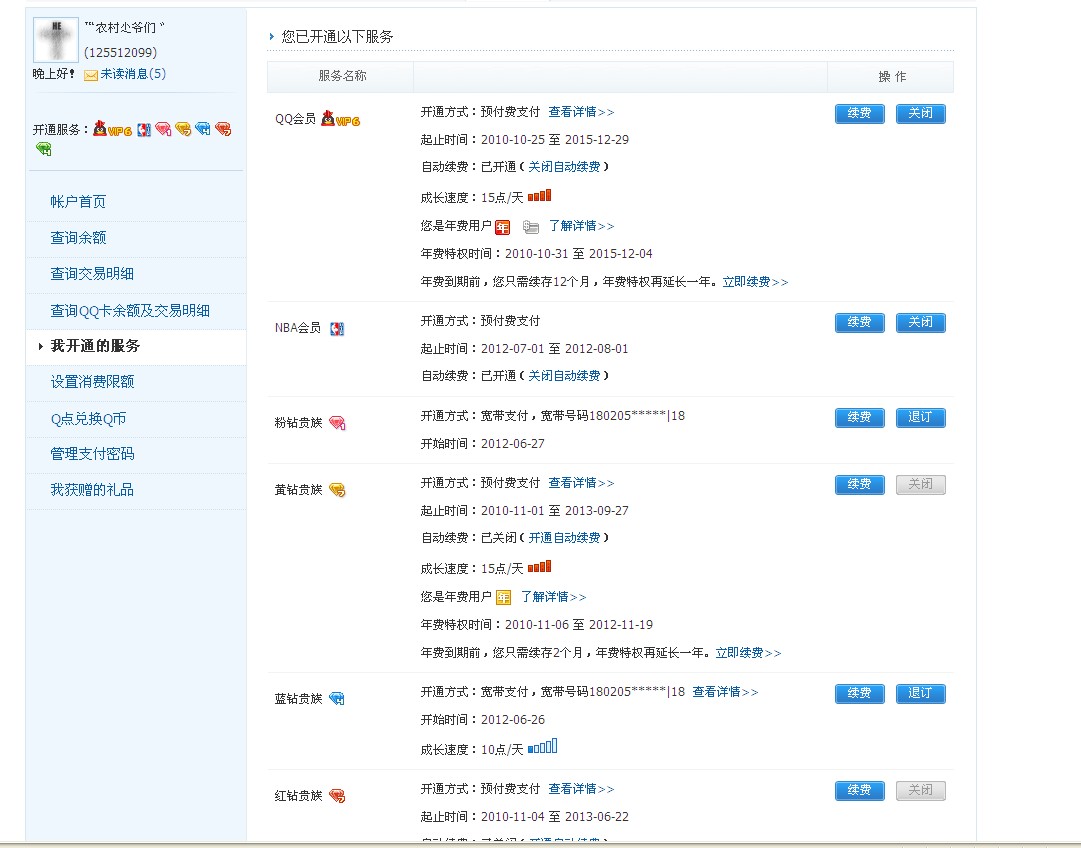 HE
"农村尐爷们〝
(125512099)
晚上好! 未读消息(5)
开通服务：VIP6
帐户首页
查询余额
查询交易明细
查询QQ卡余额及交易明细
我开通的服务
设置消费限额
Q点兑换Q币
管理支付密码
我获赠的礼品
您已开通以下服务
服务名称 操 作
QQ会员 VIP6
开通方式：预付费支付 查看详情>>
续费 关闭
起止时间：2010-10-25 至 2015-12-29
自动续费：已开通 ( 关闭自动续费 )
成长速度：15点/天
您是年费用户 年 了解详情>>
年费特权时间：2010-10-31 至 2015-12-04
年费到期前，您只需续存12个月，年费特权再延长一年。立即续费>>
NBA会员
开通方式：预付费支付
续费 关闭
起止时间：2012-07-01 至 2012-08-01
自动续费：已开通 ( 关闭自动续费 )
粉钻贵族
开通方式：宽带支付，宽带号码180205*****|18
续费 退订
开始时间：2012-06-27
黄钻贵族
开通方式：预付费支付 查看详情>>
续费 关闭
起止时间：2010-11-01 至 2013-09-27
自动续费：已关闭 ( 开通自动续费 )
成长速度：15点/天
您是年费用户 年 了解详情>>
年费特权时间：2010-11-06 至 2012-11-19
年费到期前，您只需续存2个月，年费特权再延长一年。立即续费>>
蓝钻贵族
开通方式：宽带支付，宽带号码180205*****|18 查看详情>>
续费 退订
开始时间：2012-06-26
成长速度：10点/天
红钻贵族
开通方式：预付费支付 查看详情>>
续费 关闭
起止时间：2010-11-04 至 2013-06-22
自动续费：已关闭 ( 开通自动续费 )